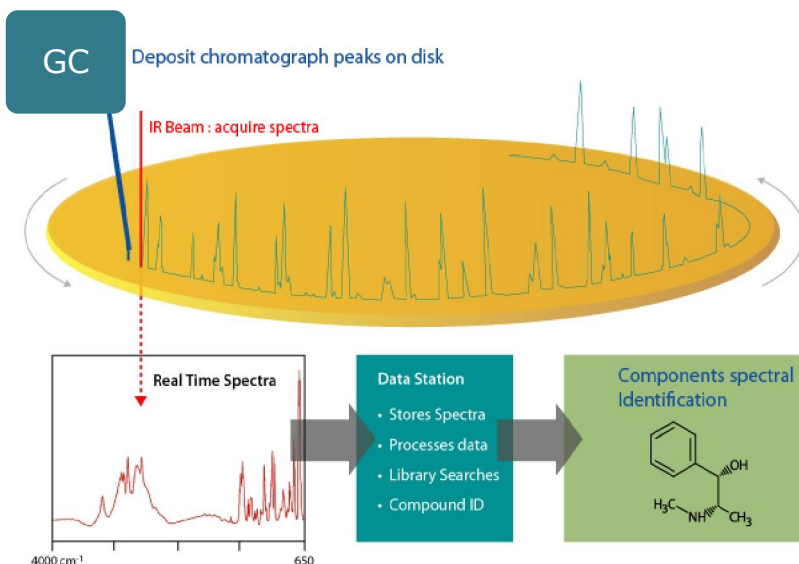 GC
Deposit chromatograph peaks on disk
IR Beam : acquire spectra
Real Time Spectra
4000 cm⁻¹
650
Data Station
• Stores Spectra
• Processes data
• Library Searches
• Compound ID
Components spectral
Identification
OH
H₃C
NH
CH₃